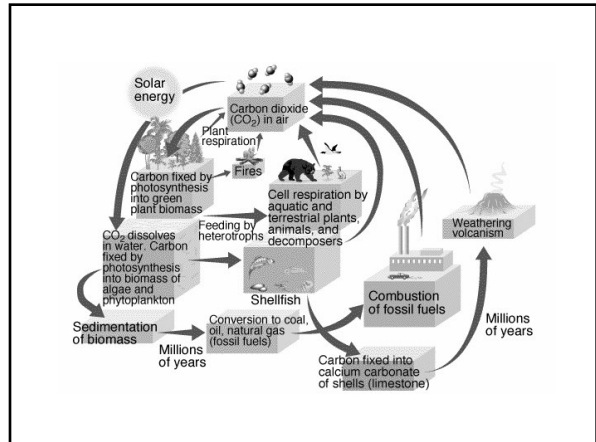 Solar
energy
Carbon dioxide
(CO₂) in air
Plant
respiration
Fires
Carbon fixed by
photosynthesis
into green
plant biomass
Cell respiration by
aquatic and
terrestrial plants,
animals, and
decomposers
Feeding by
heterotrophs
CO₂ dissolves
in water. Carbon
fixed by
photosynthesis
into biomass of
algae and
phytoplankton
Shellfish
Weathering
volcanism
Combustion
of fossil fuels
Sedimentation
of biomass
Millions
of years
Conversion to coal,
oil, natural gas
(fossil fuels)
Millions
of years
Carbon fixed into
calcium carbonate
of shells (limestone)